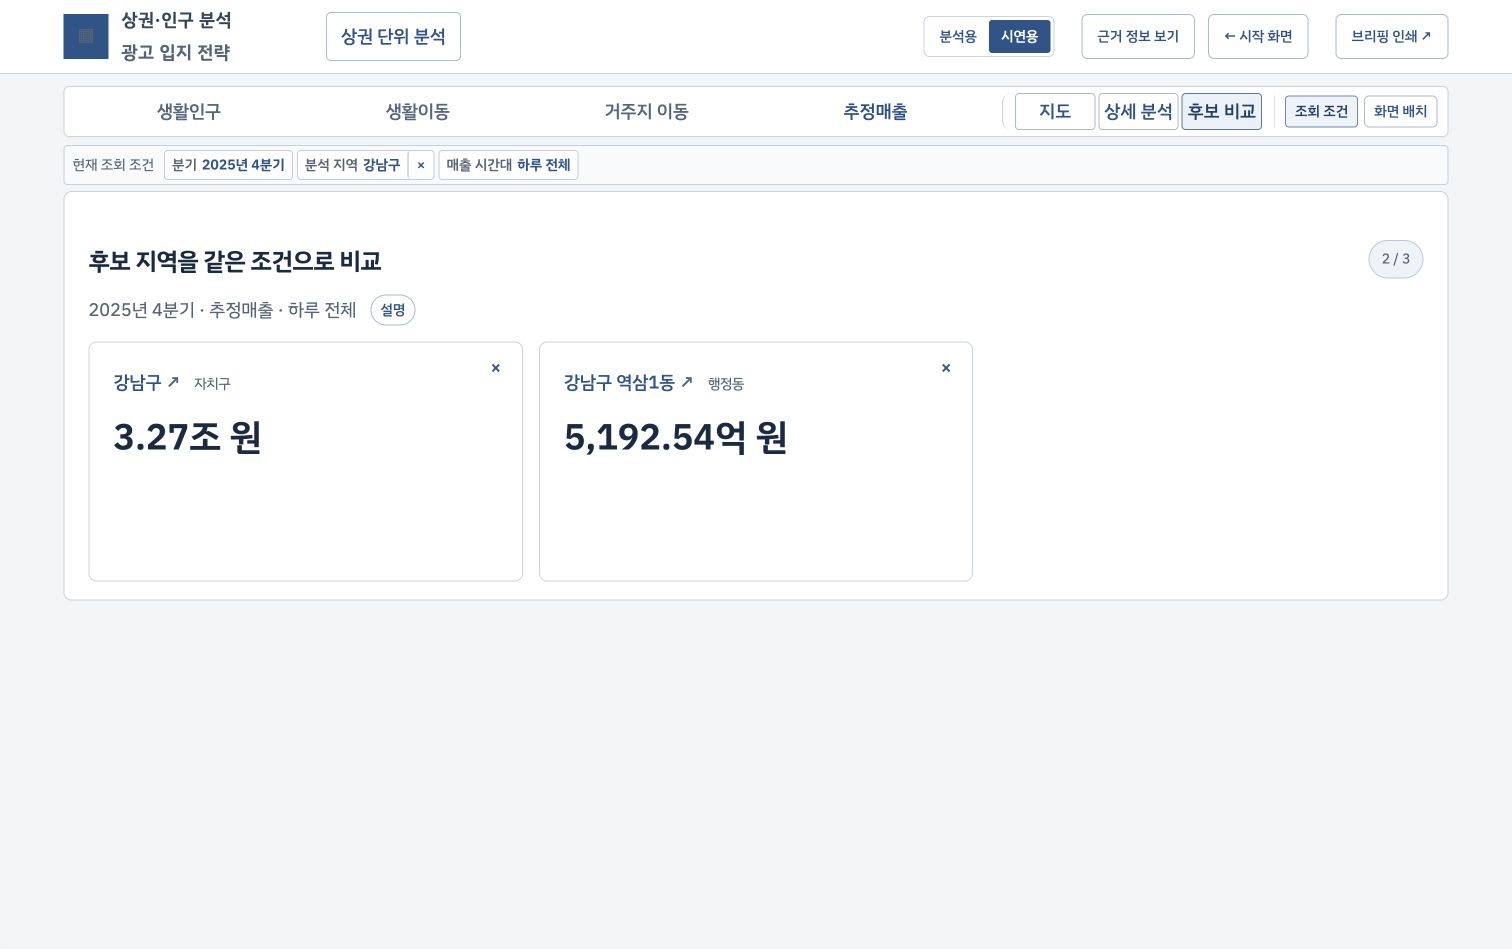 상권·인구 분석
광고 입지 전략
상권 단위 분석
분석용 시연용
근거 정보 보기
← 시작 화면
브리핑 인쇄 ↗
생활인구 생활이동 거주지 이동 추정매출
지도 상세 분석 후보 비교
조회 조건 화면 배치
현재 조회 조건 분기 2025년 4분기 분석 지역 강남구 × 매출 시간대 하루 전체
후보 지역을 같은 조건으로 비교
2 / 3
2025년 4분기 · 추정매출 · 하루 전체 설명
강남구 ↗ 자치구 ×
3.27조 원
강남구 역삼1동 ↗ 행정동 ×
5,192.54억 원